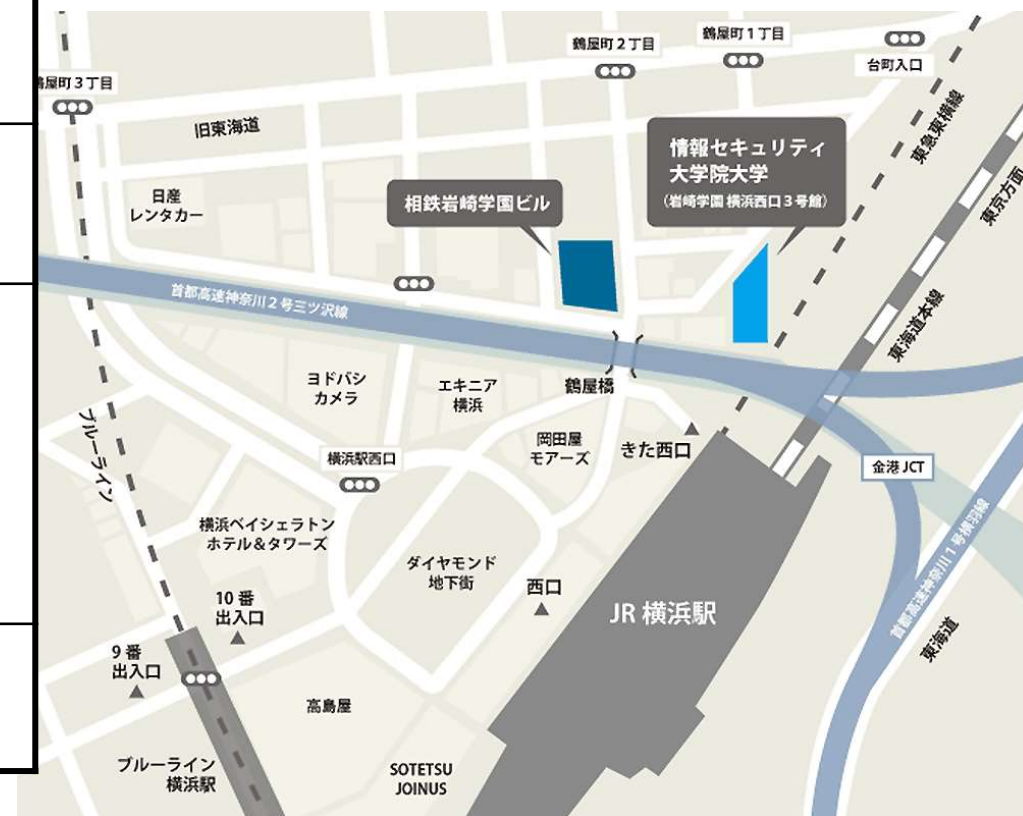 鶴屋町1丁目
鶴屋町2丁目
台町入口
屋町3丁目
旧東海道
東急東横線
情報セキュリティ
大学院大学
(岩崎学園 横浜西口3号館)
相鉄岩崎学園ビル
日産
レンタカー
東京方面
首都高速神奈川2号三ツ沢線
東海道本線
ヨドバシ
カメラ
エキニア
横浜
鶴屋橋
岡田屋
モアーズ
きた西口
ブルーライン
横浜駅西口
金港JCT
横浜ベイシェラトン
ホテル&タワーズ
ダイヤモンド
地下街
西口
首都高速神奈川1号横羽線
JR 横浜駅
10番
出入口
東海道
9番
出入口
高島屋
ブルーライン
横浜駅
SOTETSU
JOINUS